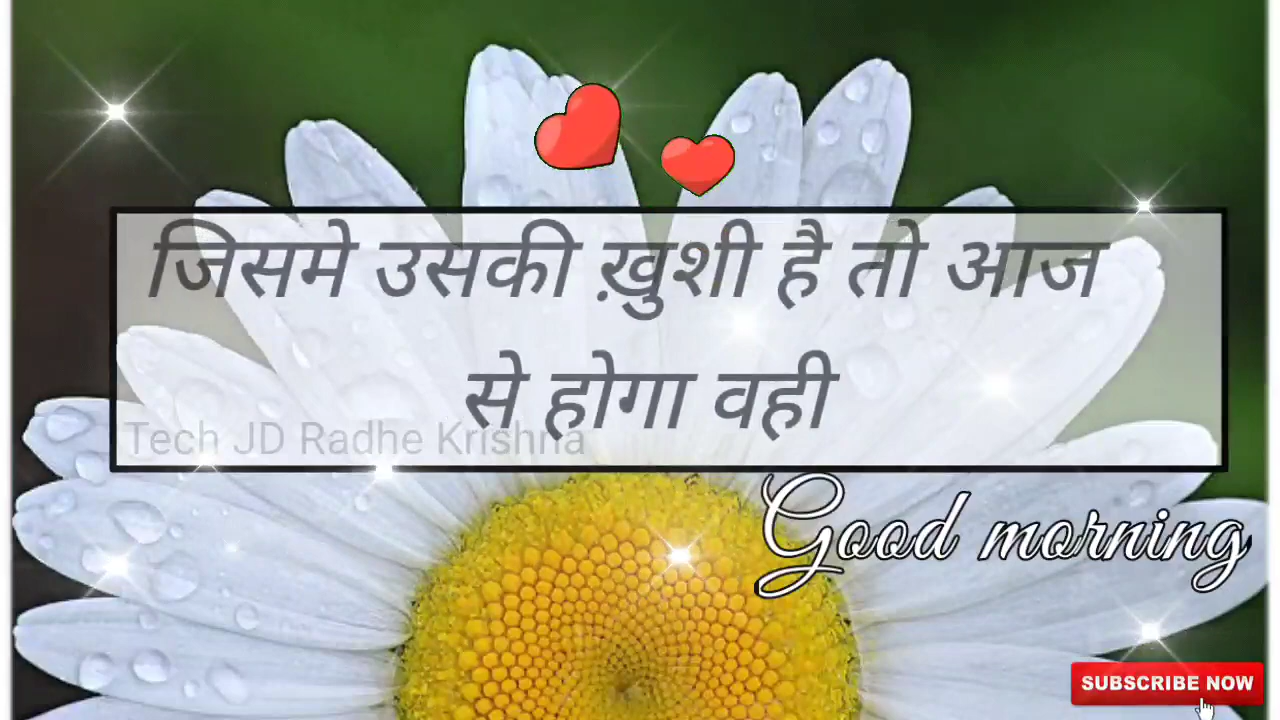 जिसमे उसकी ख़ुशी है तो आज
से होगा वही
Tech JD Radhe Krishna
Good morning
SUBSCRIBE NOW